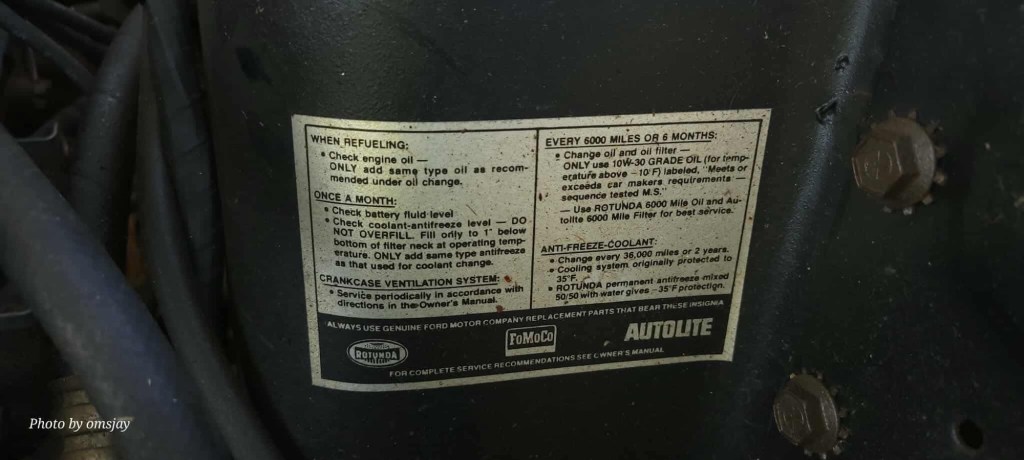 WHEN REFUELING:
• Check engine oil —
ONLY add same type oil as recom-
mended under oil change.
ONCE A MONTH:
• Check battery fluid level
• Check coolant-antifreeze level — DO
NOT OVERFILL. Fill only to 1" below
bottom of filter neck at operating temp-
erature. ONLY add same type antifreeze
as that used for coolant change.
CRANKCASE VENTILATION SYSTEM:
• Service periodically in accordance with
directions in the Owner's Manual.
EVERY 6000 MILES OR 6 MONTHS:
• Change oil and oil filter —
ONLY use 10W-30 GRADE OIL (for temp-
erature above -10°F) labeled, "Meets or
exceeds car makers requirements —
sequence tested M.S."
— Use ROTUNDA 6000 Mile Oil and Au-
tolite 6000 Mile Filter for best service.
ANTI-FREEZE-COOLANT:
• Change every 36,000 miles or 2 years.
• Cooling system originally protected to
35°F.
• ROTUNDA permanent antifreeze mixed
50/50 with water gives -35°F protection.
ALWAYS USE GENUINE FORD MOTOR COMPANY REPLACEMENT PARTS THAT BEAR THESE INSIGNIA
ROTUNDA
FoMoCo
AUTOLITE
FOR COMPLETE SERVICE RECOMMENDATIONS SEE OWNER'S MANUAL
Photo by omsjay